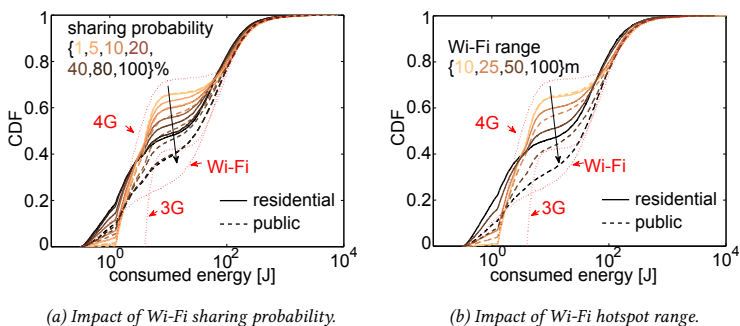 1
0.8
0.6
0.4
0.2
0
CDF
sharing probability
{1,5,10,20,
40,80,100}%
4G
Wi-Fi
3G
residential
public
10^0
10^2
10^4
consumed energy [J]
(a) Impact of Wi-Fi sharing probability.
1
0.8
0.6
0.4
0.2
0
CDF
Wi-Fi range
{10,25,50,100}m
4G
Wi-Fi
3G
residential
public
10^0
10^2
10^4
consumed energy [J]
(b) Impact of Wi-Fi hotspot range.